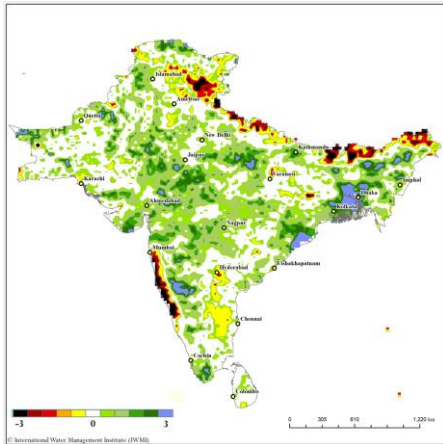 Islamabad
Amritsar
Quetta
New Delhi
Jaipur
Kathmandu
Karachi
Varanasi
Imphal
Ahmedabad
Dhaka
Kolkata
Nagpur
Mumbai
Hyderabad
Vishakhapatnam
Chennai
Cochin
Colombo
-3 0 3
0 305 610 1,220 km
© International Water Management Institute (IWMI)